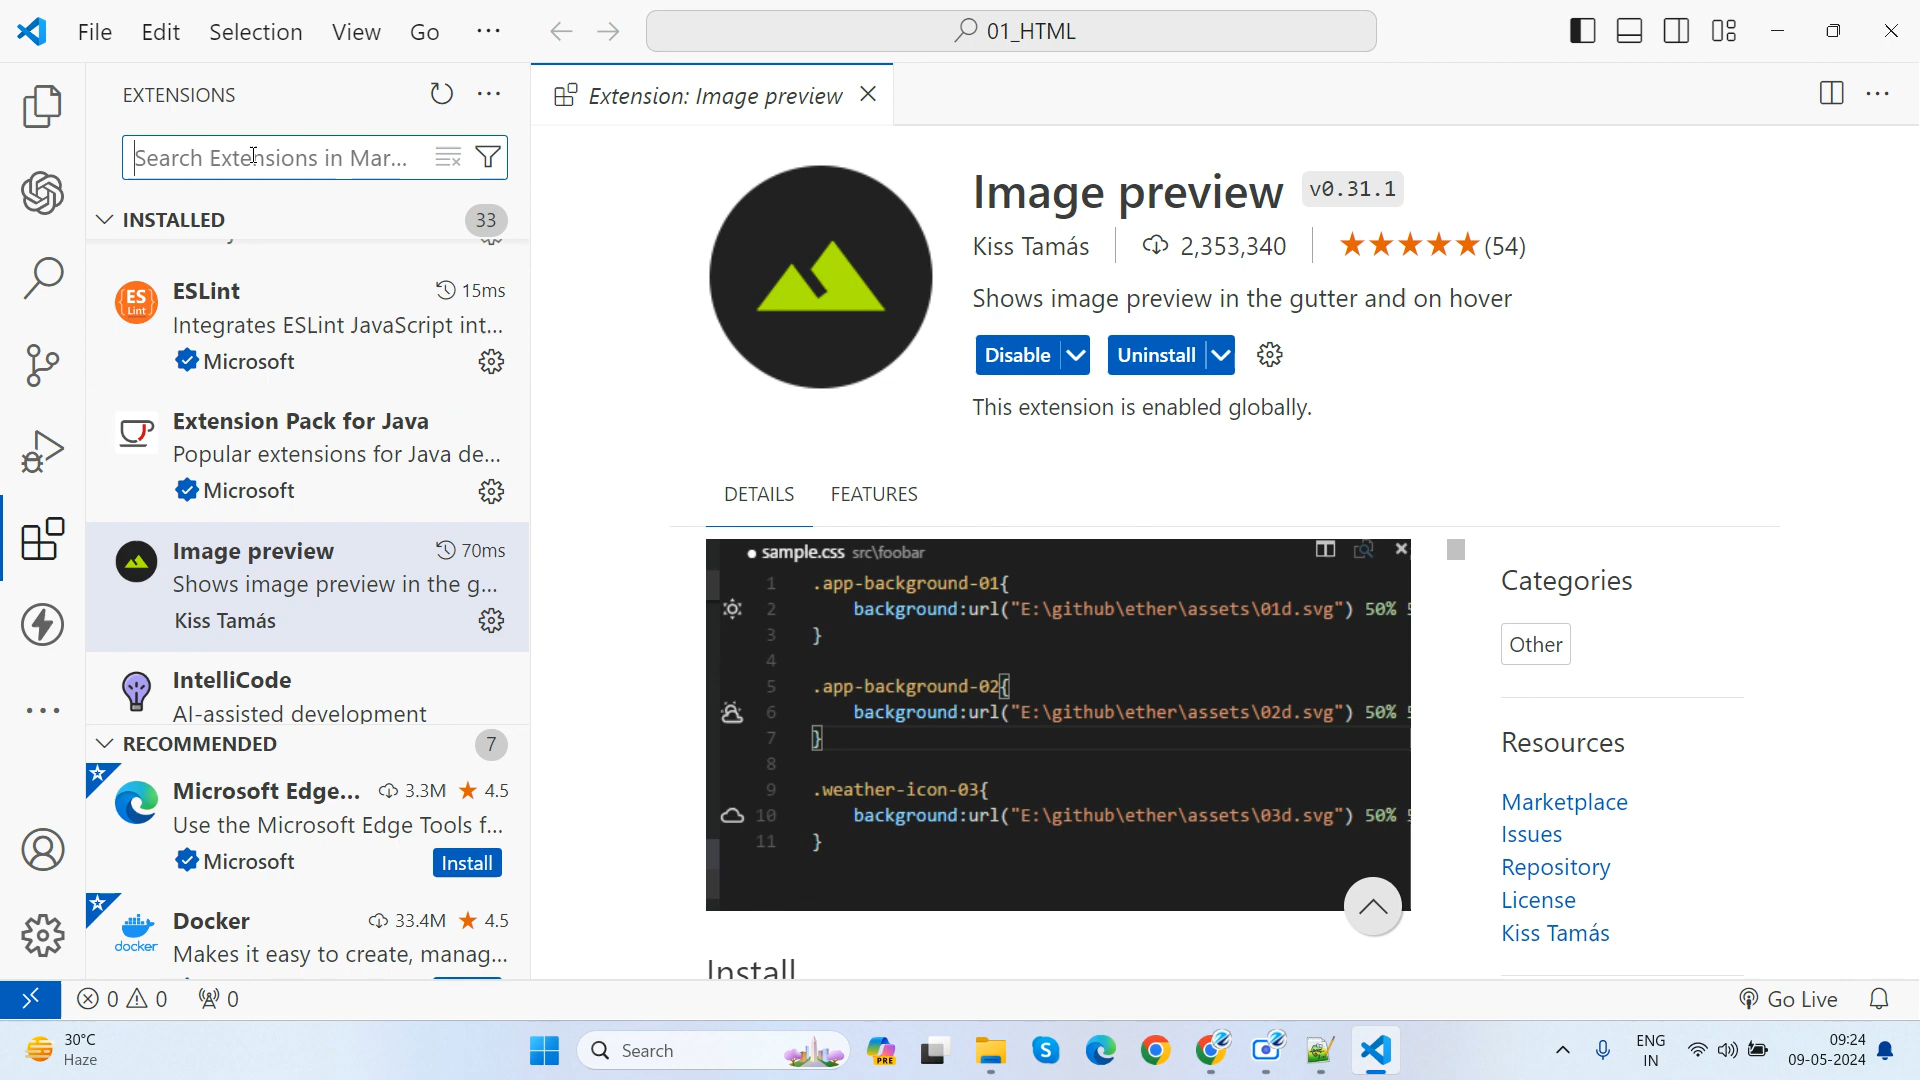 File Edit Selection View Go ··· 01_HTML
EXTENSIONS
Search Extensions in Mar...
INSTALLED 33
ESLint 15ms
Integrates ESLint JavaScript int...
Microsoft
Extension Pack for Java
Popular extensions for Java de...
Microsoft
Image preview 70ms
Shows image preview in the g...
Kiss Tamás
IntelliCode
AI-assisted development
RECOMMENDED 7
Microsoft Edge... 3.3M ★ 4.5
Use the Microsoft Edge Tools f...
Microsoft Install
Docker 33.4M ★ 4.5
Makes it easy to create, manag...
docker
Extension: Image preview
Image preview v0.31.1
Kiss Tamás 2,353,340 ★★★★★ (54)
Shows image preview in the gutter and on hover
Disable Uninstall
This extension is enabled globally.
DETAILS FEATURES
● sample.css src\foobar
1 .app-background-01{
2 background:url("E:\github\ether\assets\01d.svg") 50%
3 }
4
5 .app-background-02{
6 background:url("E:\github\ether\assets\02d.svg") 50%
7 }
8
9 .weather-icon-03{
10 background:url("E:\github\ether\assets\03d.svg") 50%
11 }
Install
Categories
Other
Resources
Marketplace
Issues
Repository
License
Kiss Tamás
0 0 0 Go Live
30°C
Haze
Search
PRE
ENG
IN
09:24
09-05-2024